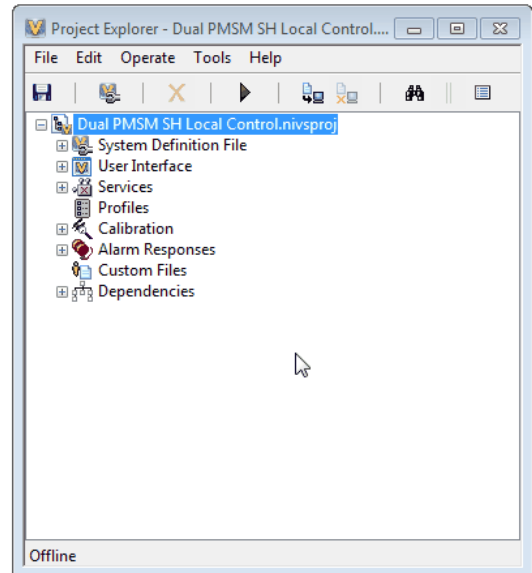 Project Explorer - Dual PMSM SH Local Control....
File Edit Operate Tools Help
Dual PMSM SH Local Control.nivsproj
System Definition File
User Interface
Services
Profiles
Calibration
Alarm Responses
Custom Files
Dependencies
Offline